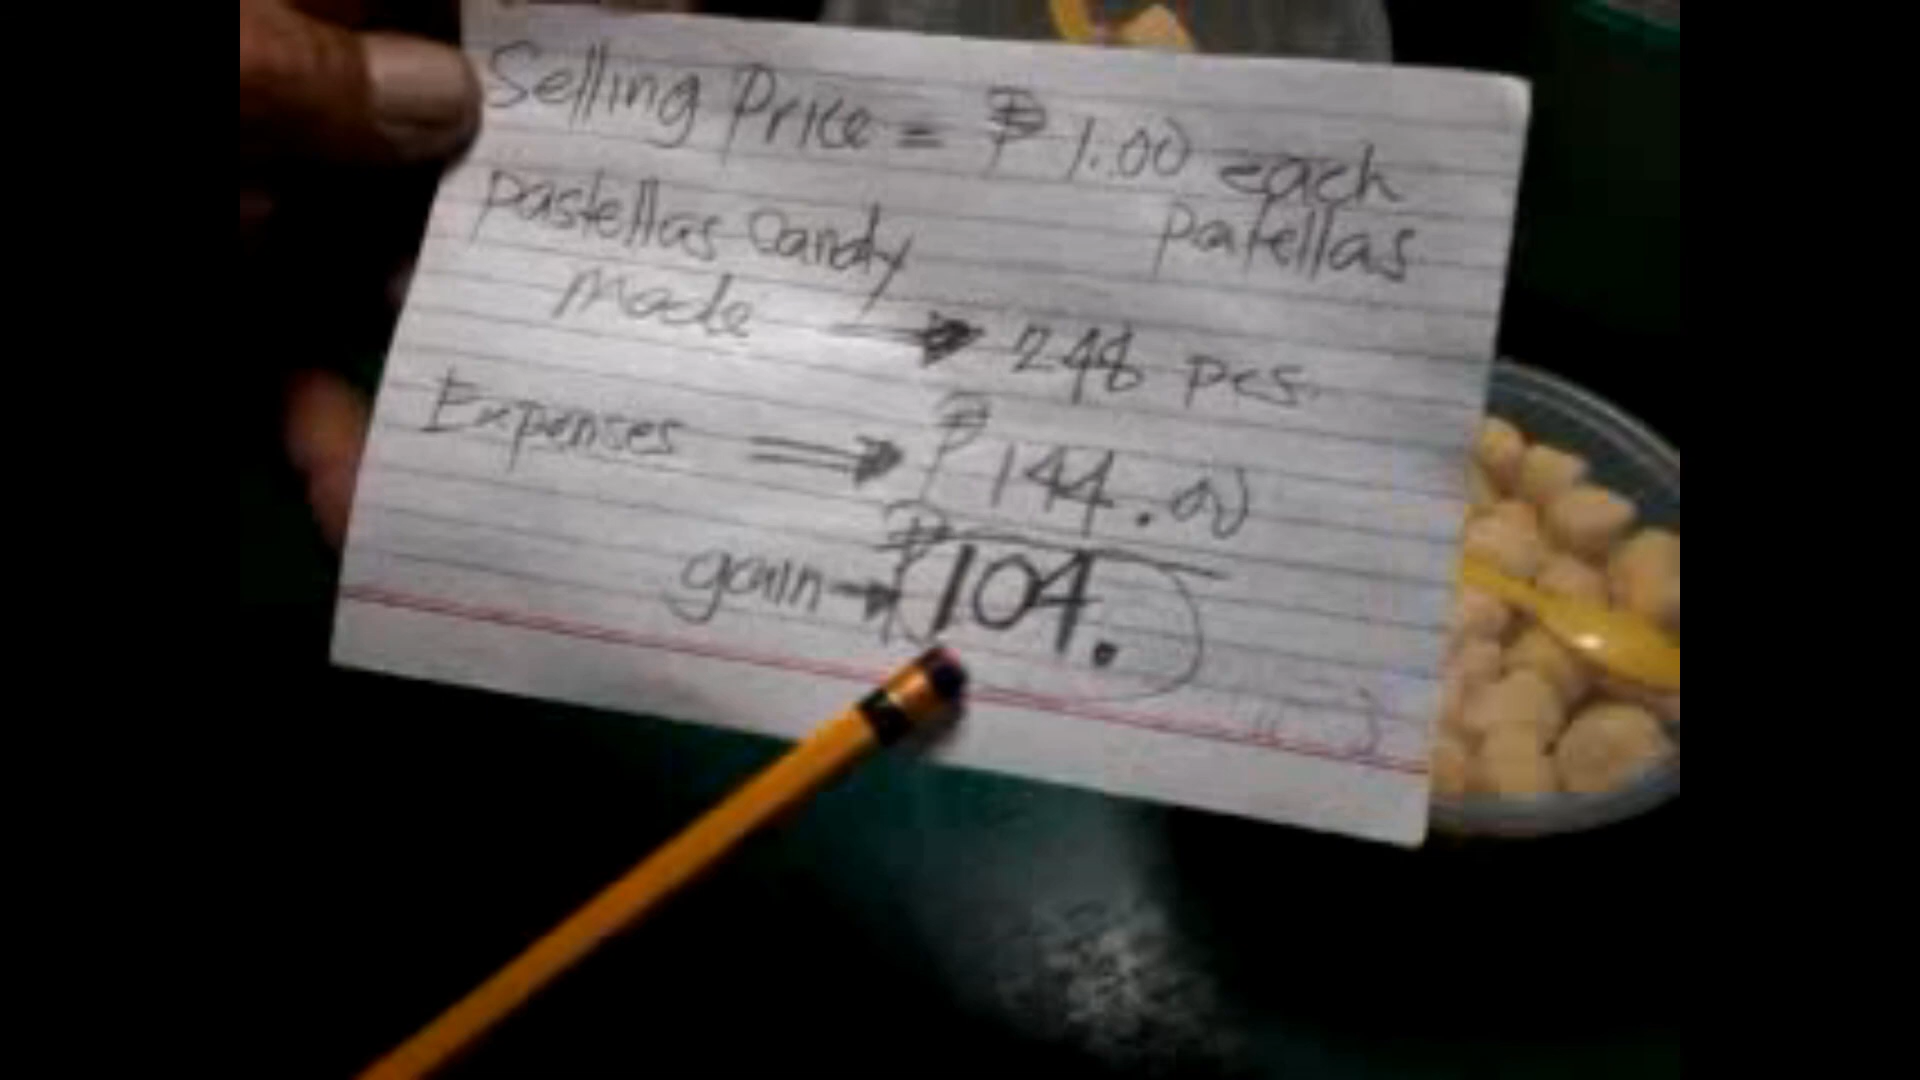 Selling Price = ₱ 1.00 each
patellas
pastellas Candy
Made → 248 pcs.
Expenses ⇒ ₱ 144.00
gain → ₱ 104.